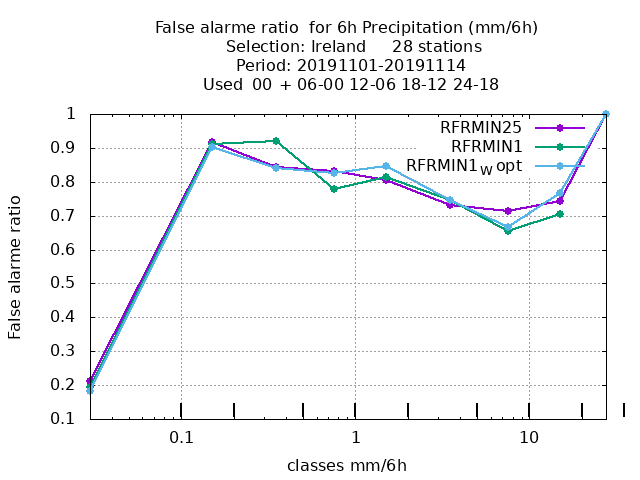 False alarme ratio  for 6h Precipitation (mm/6h)
Selection: Ireland     28 stations
Period: 20191101-20191114
Used  00  + 06-00 12-06 18-12 24-18
RFRMIN25
RFRMIN1
RFRMIN1W opt
1
0.9
0.8
0.7
0.6
0.5
0.4
0.3
0.2
0.1
False alarme ratio
0.1
1
10
classes mm/6h